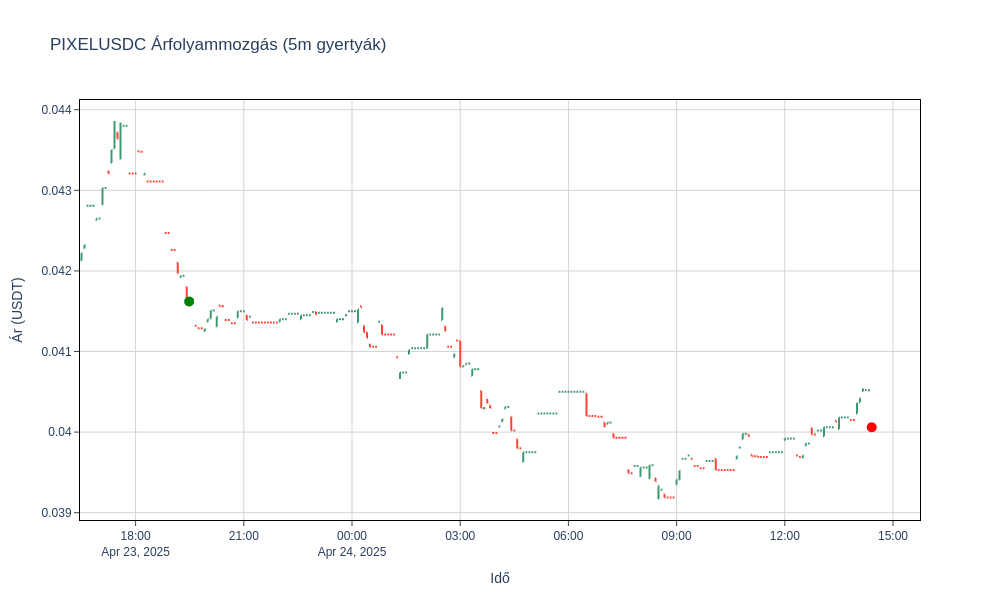 PIXELUSDC Árfolyammozgás (5m gyertyák)
0.044
0.043
0.042
0.041
0.04
0.039
Ár (USDT)
18:00
21:00
00:00
03:00
06:00
09:00
12:00
15:00
Apr 23, 2025
Apr 24, 2025
Idő